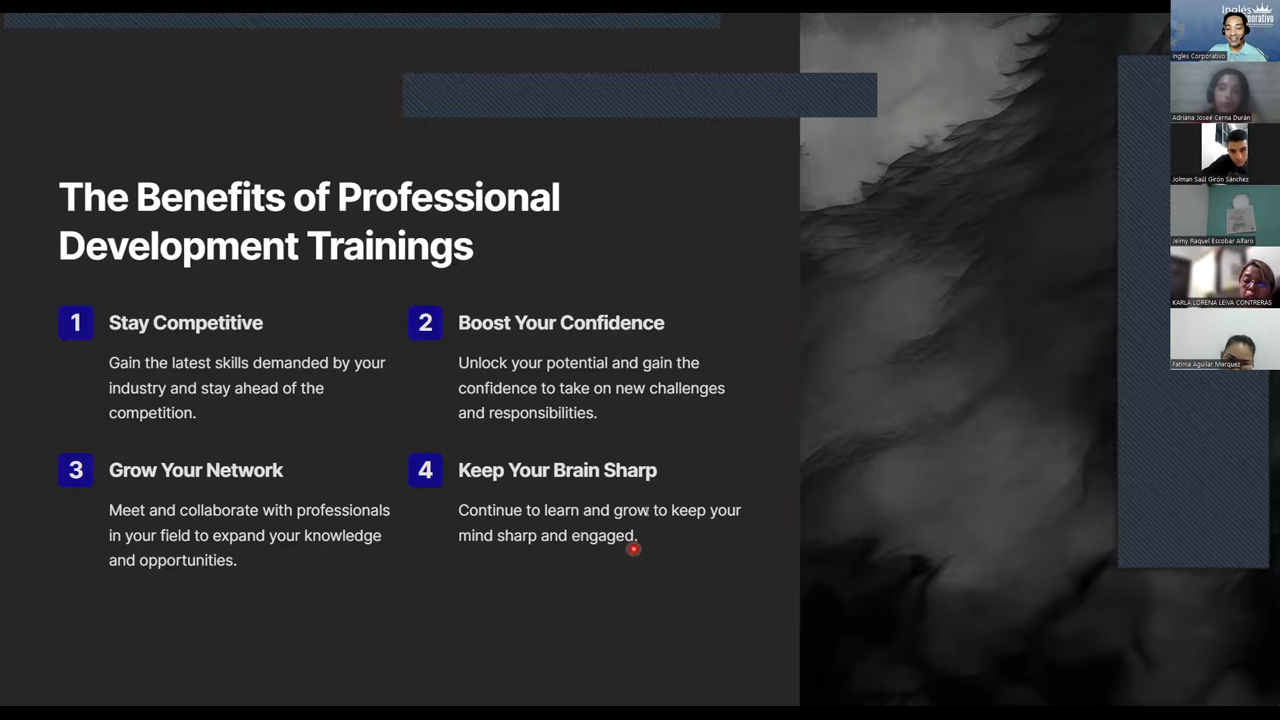 The Benefits of Professional
Development Trainings
1
Stay Competitive
Gain the latest skills demanded by your
industry and stay ahead of the
competition.
2
Boost Your Confidence
Unlock your potential and gain the
confidence to take on new challenges
and responsibilities.
3
Grow Your Network
Meet and collaborate with professionals
in your field to expand your knowledge
and opportunities.
4
Keep Your Brain Sharp
Continue to learn and grow to keep your
mind sharp and engaged.
Inglés
Ingles Corporativo
Adriana Joseé Cerna Durán
Jolman Saúl Girón Sánchez
Jeimy Raquel Escobar Alfaro
KARLA LORENA LEIVA CONTRERAS
Fatima Aguilar Marquez